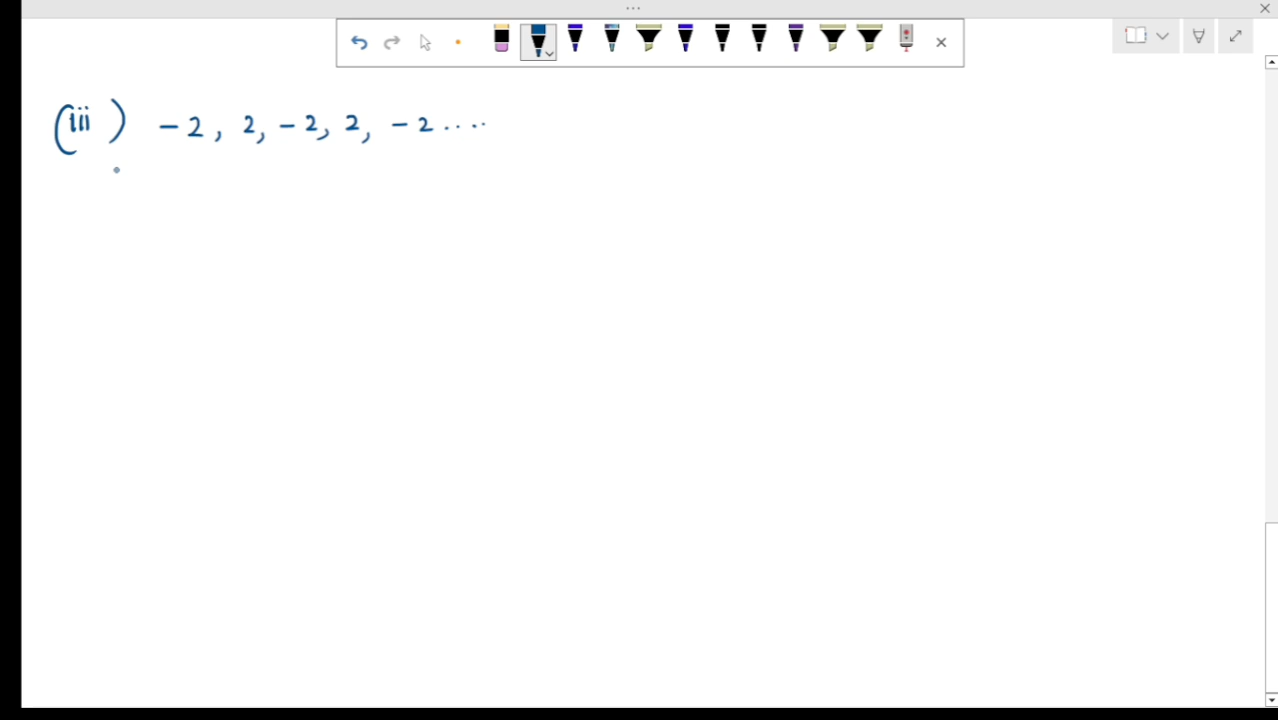 (iii) -2, 2, -2, 2, -2 ....